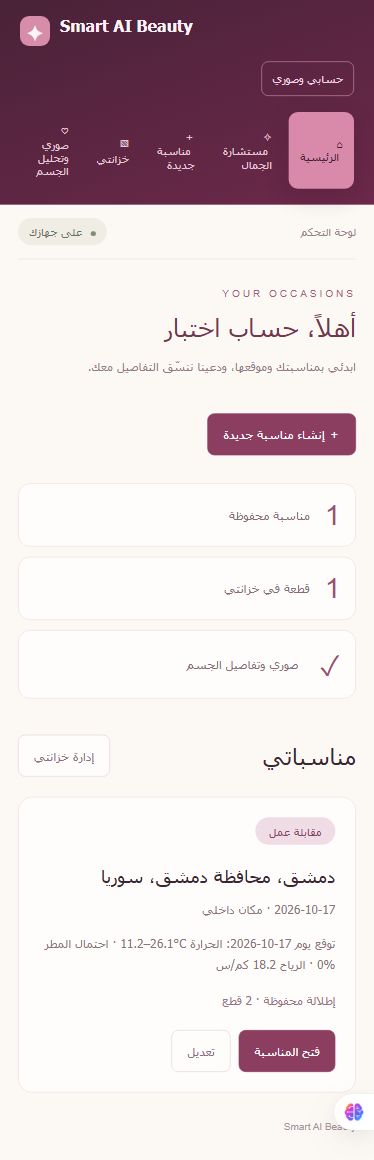 Smart AI Beauty
حسابي وصوري
الرئيسية
مستشارة
الجمال
مناسبة
جديدة
خزانتي
صوري
وتحليل
الجسم
لوحة التحكم
على جهازك
YOUR OCCASIONS
أهلاً، حساب اختبار
ابدئي بمناسبتك وموقعها، ودعينا ننسّق التفاصيل معك.
+ إنشاء مناسبة جديدة
1 مناسبة محفوظة
1 قطعة في خزانتي
✓ صوري وتفاصيل الجسم
مناسباتي
إدارة خزانتي
مقابلة عمل
دمشق، محافظة دمشق، سوريا
2026-10-17 · مكان داخلي
توقع يوم 2026-10-17: الحرارة 11.2–26.1°C · احتمال المطر
0% · الرياح 18.2 كم/س
إطلالة محفوظة · 2 قطع
فتح المناسبة
تعديل
Smart AI